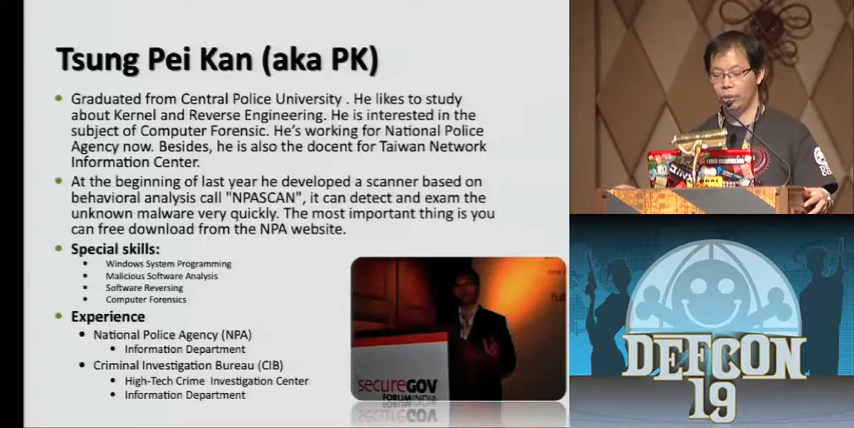 Tsung Pei Kan (aka PK)
Graduated from Central Police University . He likes to study
about Kernel and Reverse Engineering. He is interested in the
subject of Computer Forensic. He's working for National Police
Agency now. Besides, he is also the docent for Taiwan Network
Information Center.
At the beginning of last year he developed a scanner based on
behavioral analysis call "NPASCAN", it can detect and exam the
unknown malware very quickly. The most important thing is you
can free download from the NPA website.
Special skills:
Windows System Programming
Malicious Software Analysis
Software Reversing
Computer Forensics
Experience
National Police Agency (NPA)
Information Department
Criminal Investigation Bureau (CIB)
High-Tech Crime Investigation Center
Information Department
secureGOV
FORUM INDIA
DEFCON
19